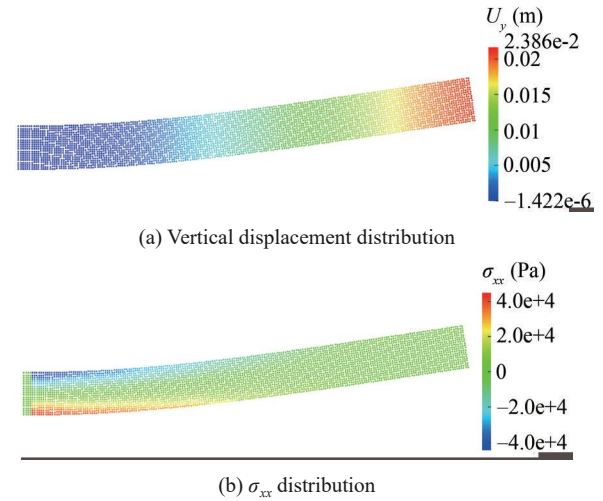 U_y (m)
2.386e-2
0.02
0.015
0.01
0.005
−1.422e-6
(a) Vertical displacement distribution
σ_xx (Pa)
4.0e+4
2.0e+4
0
−2.0e+4
−4.0e+4
(b) σ_xx distribution